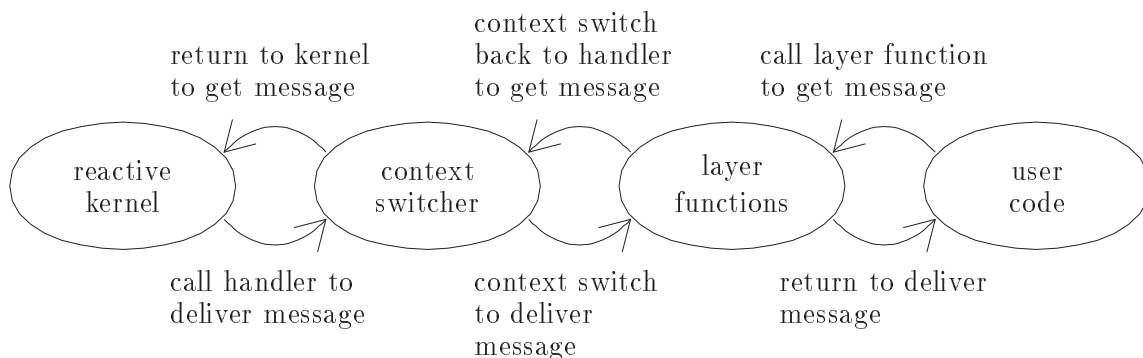 return to kernel
to get message
context switch
back to handler
to get message
call layer function
to get message
reactive
kernel
context
switcher
layer
functions
user
code
call handler to
deliver message
context switch
to deliver
message
return to deliver
message